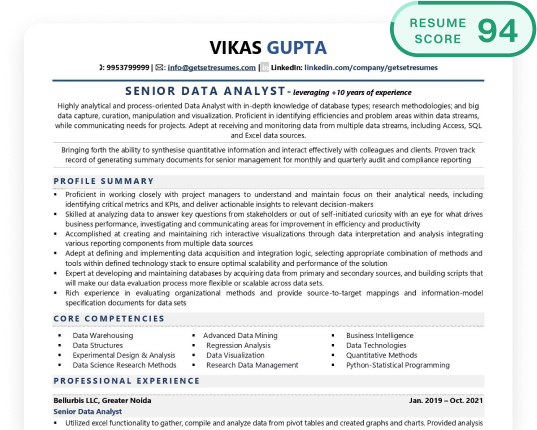 RESUME
SCORE 94
VIKAS GUPTA
: 9953799999 | : info@getsetresumes.com | LinkedIn: linkedin.com/company/getsetresumes
SENIOR DATA ANALYST - leveraging +10 years of experience
Highly analytical and process-oriented Data Analyst with in-depth knowledge of database types; research methodologies; and big
data capture, curation, manipulation and visualization. Proficient in identifying efficiencies and problem areas within data streams,
while communicating needs for projects. Adept at receiving and monitoring data from multiple data streams, including Access, SQL
and Excel data sources.
Bringing forth the ability to synthesise quantitative information and interact effectively with colleagues and clients. Proven track
record of generating summary documents for senior management for monthly and quarterly audit and compliance reporting
PROFILE SUMMARY
▪ Proficient in working closely with project managers to understand and maintain focus on their analytical needs, including
identifying critical metrics and KPIs, and deliver actionable insights to relevant decision-makers
▪ Skilled at analyzing data to answer key questions from stakeholders or out of self-initiated curiosity with an eye for what drives
business performance, investigating and communicating areas for improvement in efficiency and productivity
▪ Accomplished at creating and maintaining rich interactive visualizations through data interpretation and analysis integrating
various reporting components from multiple data sources
▪ Adept at defining and implementing data acquisition and integration logic, selecting appropriate combination of methods and
tools within defined technology stack to ensure optimal scalability and performance of the solution
▪ Expert at developing and maintaining databases by acquiring data from primary and secondary sources, and building scripts that
will make our data evaluation process more flexible or scalable across data sets.
▪ Rich experience in evaluating organizational methods and provide source-to-target mappings and information-model
specification documents for data sets
CORE COMPETENCIES
▪ Data Warehousing ▪ Advanced Data Mining ▪ Business Intelligence
▪ Data Structures ▪ Regression Analysis ▪ Data Technologies
▪ Experimental Design & Analysis ▪ Data Visualization ▪ Quantitative Methods
▪ Data Science Research Methods ▪ Research Data Management ▪ Python-Statistical Programming
PROFESSIONAL EXPERIENCE
Bellurbis LLC, Greater Noida Jan. 2019 – Oct. 2021
Senior Data Analyst
▪ Utilized excel functionality to gather, compile and analyze data from pivot tables and created graphs and charts. Provided analysis